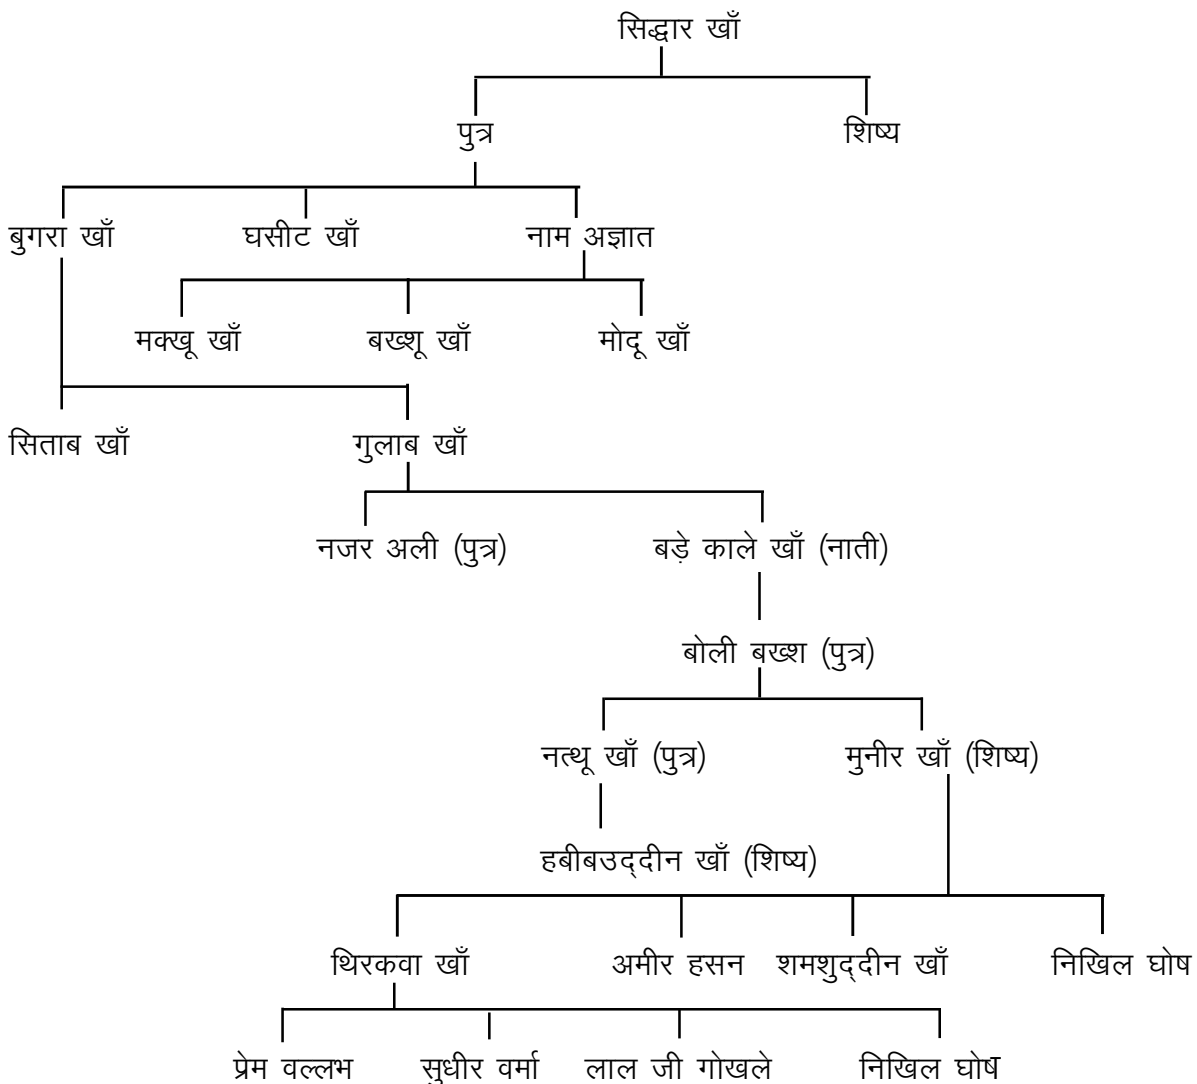 सिद्धार खाँ
पुत्र शिष्य
बुगरा खाँ घसीट खाँ नाम अज्ञात
मक्खू खाँ बख्शू खाँ मोदू खाँ
सिताब खाँ गुलाब खाँ
नजर अली (पुत्र) बड़े काले खाँ (नाती)
बोली बख्श (पुत्र)
नत्थू खाँ (पुत्र) मुनीर खाँ (शिष्य)
हबीबउद्दीन खाँ (शिष्य)
थिरकवा खाँ अमीर हसन शमशुद्दीन खाँ निखिल घोष
प्रेम वल्लभ सुधीर वर्मा लाल जी गोखले निखिल घोष